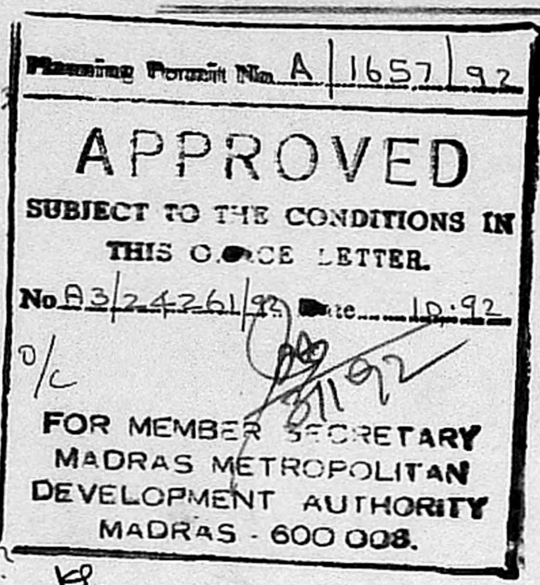 Planning Permit No. A/1657/92
APPROVED
SUBJECT TO THE CONDITIONS IN
THIS OFFICE LETTER.
No A3/24261/92 Date 10.92
O/C
FOR MEMBER SECRETARY
MADRAS METROPOLITAN
DEVELOPMENT AUTHORITY
MADRAS - 600 008.